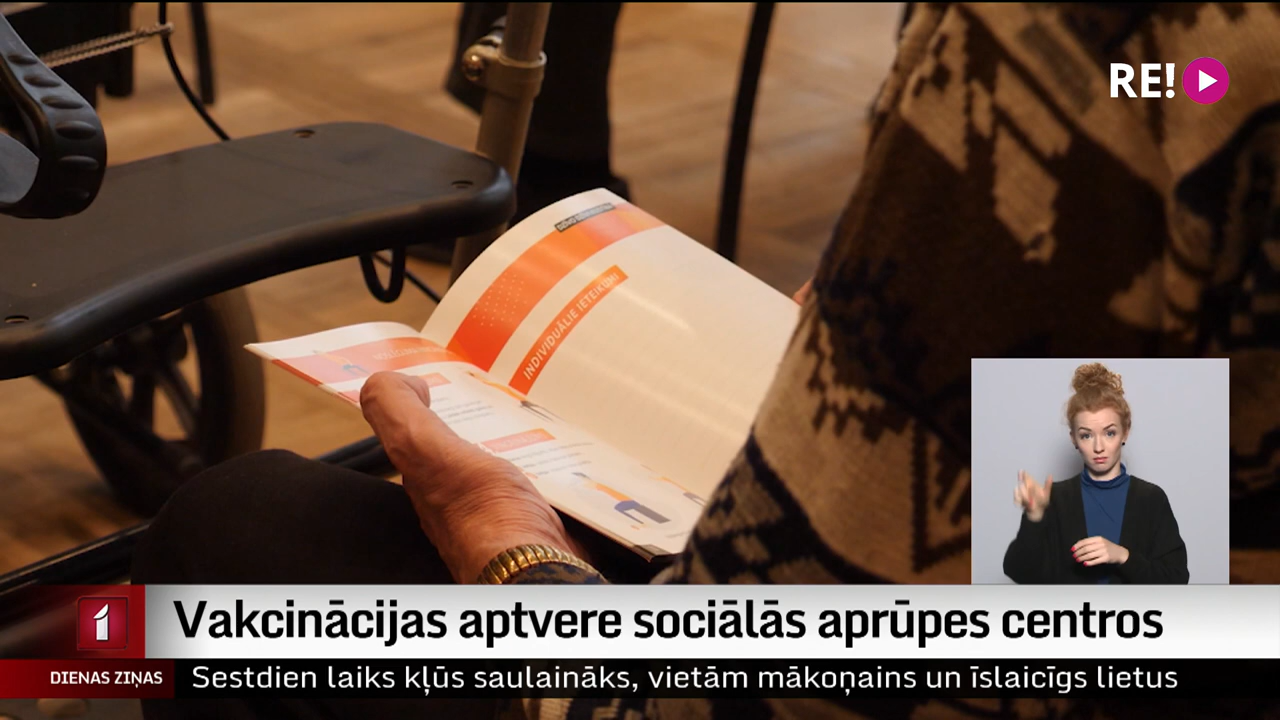 RE!
INDIVIDUĀLIE IETEIKUMI
Vakcinācijas aptvere sociālās aprūpes centros
1
DIENAS ZIŅAS
Sestdien laiks kļūs saulaināks, vietām mākoņains un īslaicīgs lietus